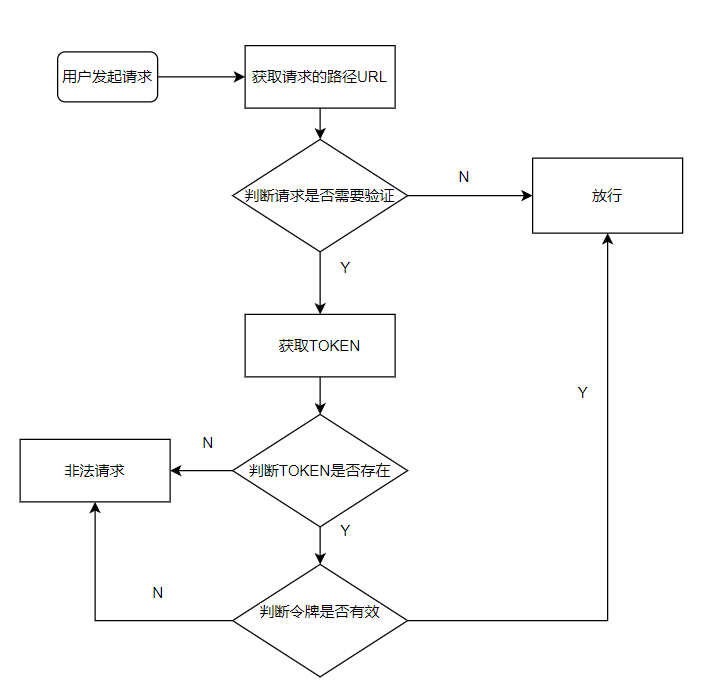 用户发起请求
获取请求的路径URL
判断请求是否需要验证
N
放行
Y
获取TOKEN
Y
N
非法请求
判断TOKEN是否存在
Y
N
判断令牌是否有效